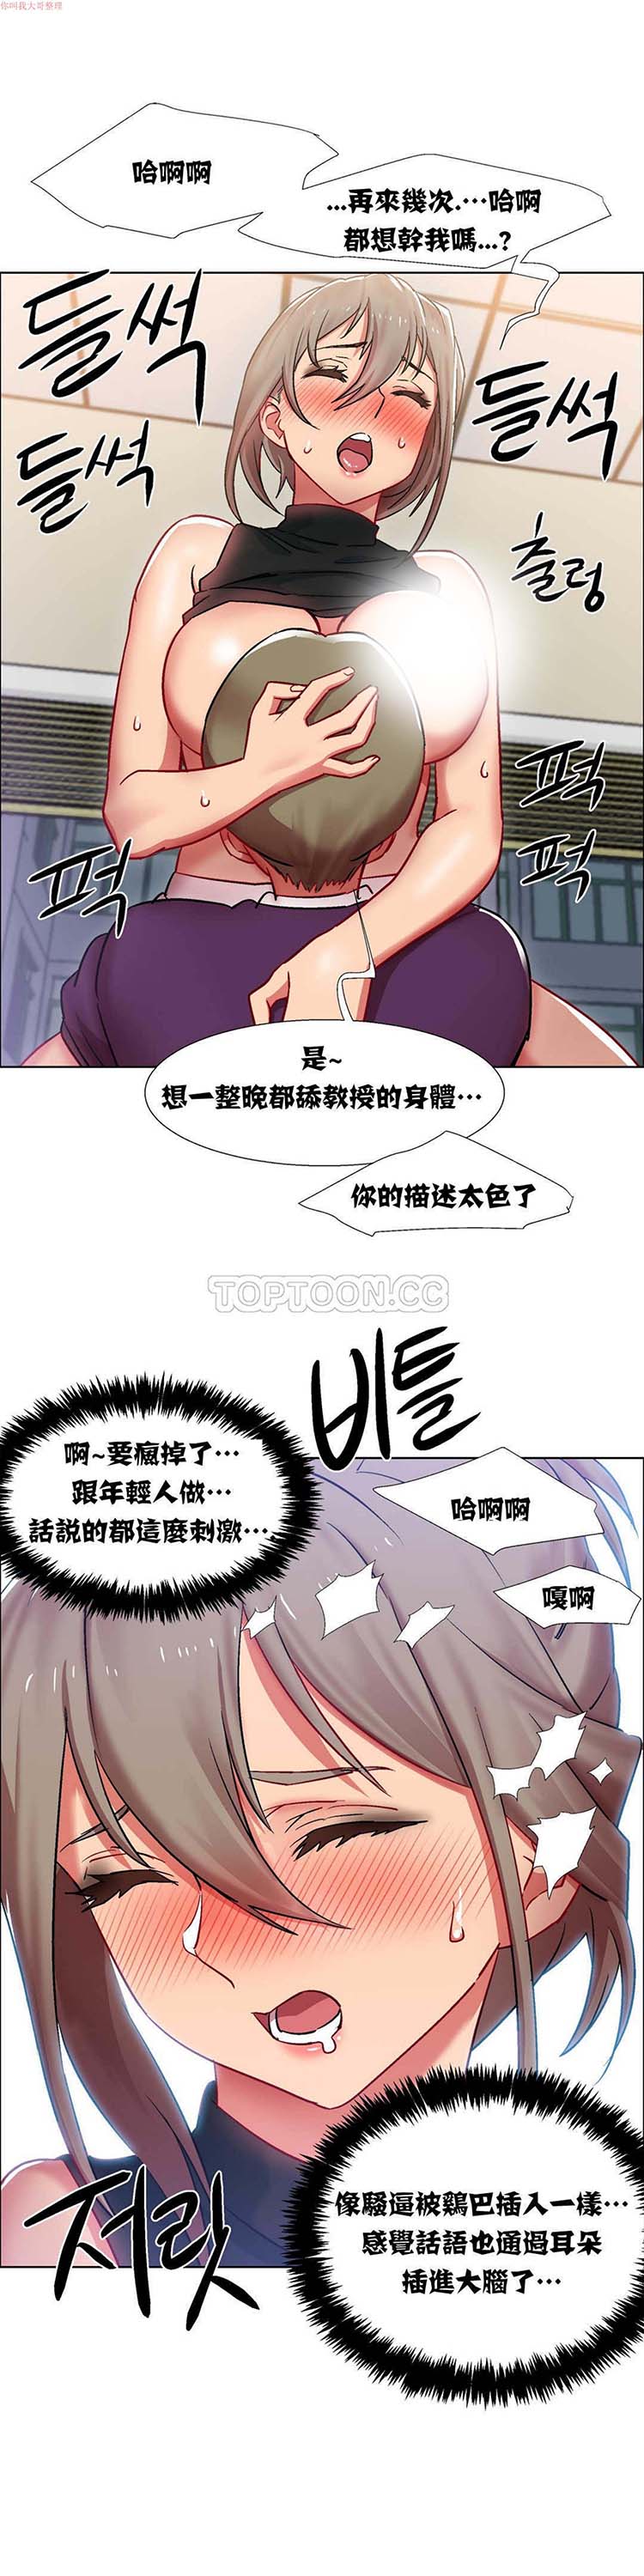 你叫我大哥整理
哈啊啊
...再來幾次.…哈啊
都想幹我嗎...?
들썩
들썩
들썩
출렁
퍽
퍽
퍽
是~
想一整晚都舔教授的身體…
你的描述太色了
TOPTOON.CC
비틀
啊~要瘋掉了…
跟年輕人做…
話説的都這麼刺激…
哈啊啊
嘎啊
像騷逼被鷄巴插入一樣…
感覺話語也通過耳朵
插進大腦了…
저릿